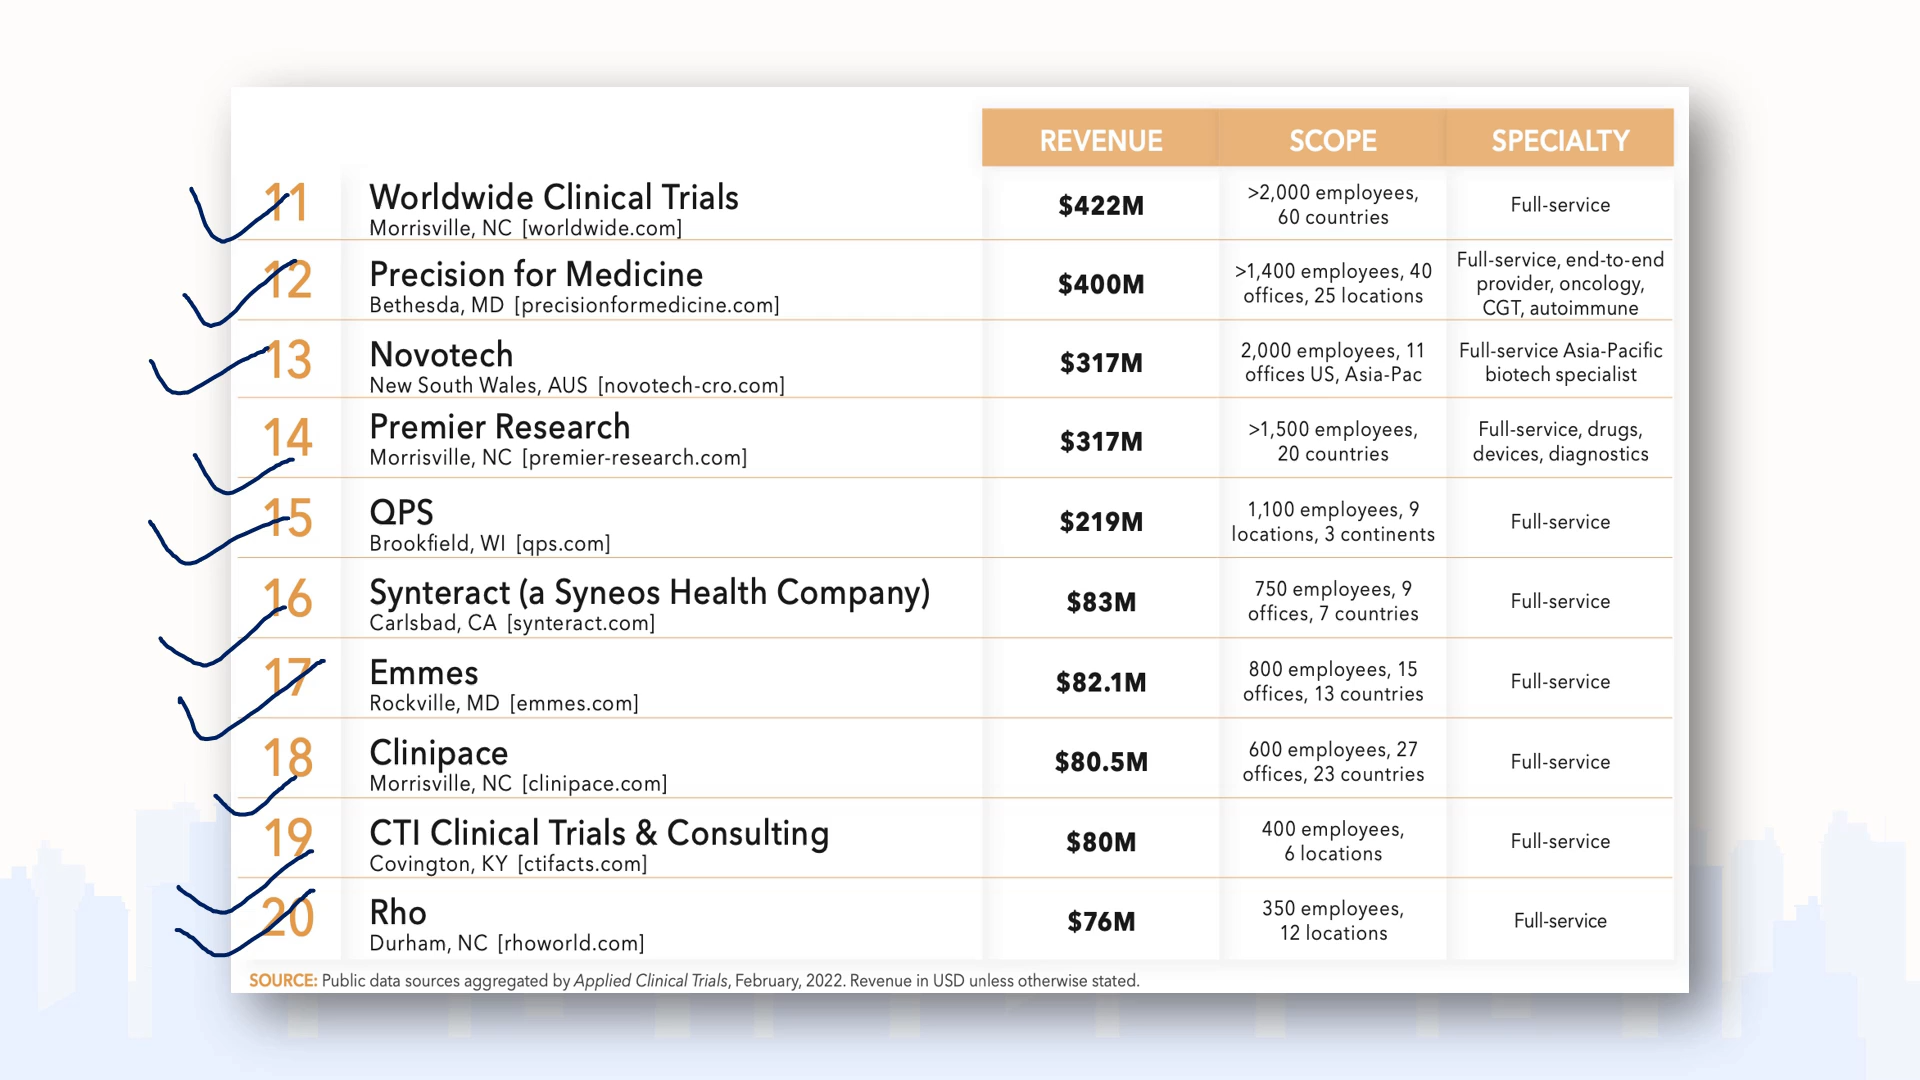 REVENUE SCOPE SPECIALTY
11 Worldwide Clinical Trials
Morrisville, NC [worldwide.com]
$422M
>2,000 employees,
60 countries
Full-service
12 Precision for Medicine
Bethesda, MD [precisionformedicine.com]
$400M
>1,400 employees, 40
offices, 25 locations
Full-service, end-to-end
provider, oncology,
CGT, autoimmune
13 Novotech
New South Wales, AUS [novotech-cro.com]
$317M
2,000 employees, 11
offices US, Asia-Pac
Full-service Asia-Pacific
biotech specialist
14 Premier Research
Morrisville, NC [premier-research.com]
$317M
>1,500 employees,
20 countries
Full-service, drugs,
devices, diagnostics
15 QPS
Brookfield, WI [qps.com]
$219M
1,100 employees, 9
locations, 3 continents
Full-service
16 Synteract (a Syneos Health Company)
Carlsbad, CA [synteract.com]
$83M
750 employees, 9
offices, 7 countries
Full-service
17 Emmes
Rockville, MD [emmes.com]
$82.1M
800 employees, 15
offices, 13 countries
Full-service
18 Clinipace
Morrisville, NC [clinipace.com]
$80.5M
600 employees, 27
offices, 23 countries
Full-service
19 CTI Clinical Trials & Consulting
Covington, KY [ctifacts.com]
$80M
400 employees,
6 locations
Full-service
20 Rho
Durham, NC [rhoworld.com]
$76M
350 employees,
12 locations
Full-service
SOURCE: Public data sources aggregated by Applied Clinical Trials, February, 2022. Revenue in USD unless otherwise stated.